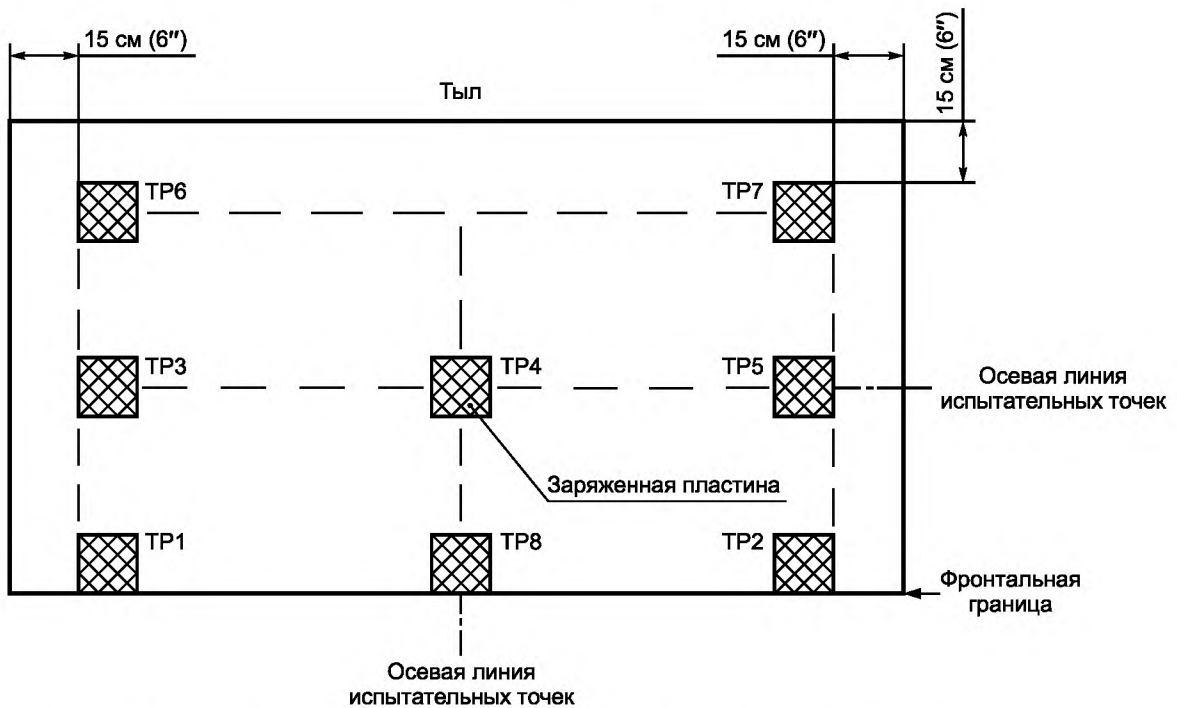 15 см (6″)
15 см (6″)
15 см (6″)
Тыл
TP6
TP7
TP3
TP4
TP5
Осевая линия
испытательных точек
Заряженная пластина
TP1
TP8
TP2
Фронтальная
граница
Осевая линия
испытательных точек